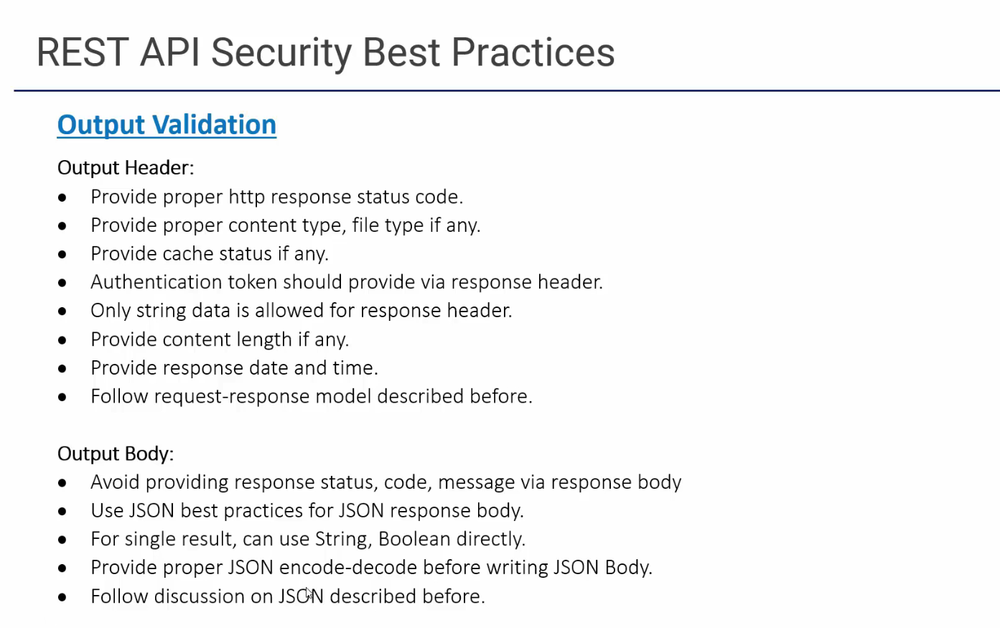 REST API Security Best Practices
Output Validation
Output Header:
● Provide proper http response status code.
● Provide proper content type, file type if any.
● Provide cache status if any.
● Authentication token should provide via response header.
● Only string data is allowed for response header.
● Provide content length if any.
● Provide response date and time.
● Follow request-response model described before.
Output Body:
● Avoid providing response status, code, message via response body
● Use JSON best practices for JSON response body.
● For single result, can use String, Boolean directly.
● Provide proper JSON encode-decode before writing JSON Body.
● Follow discussion on JSON described before.